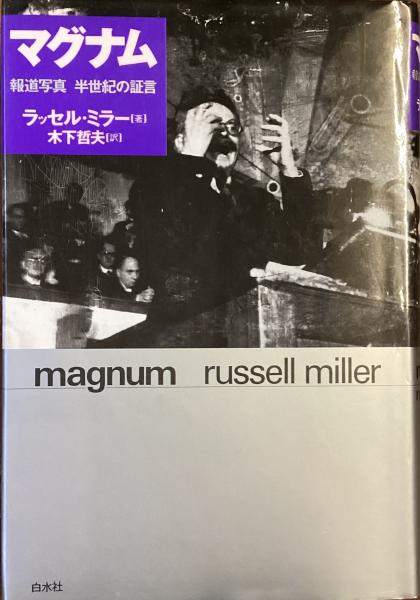 マグナム
報道写真 半世紀の証言
ラッセル・ミラー[著]
木下哲夫[訳]
magnum russell miller
白水社